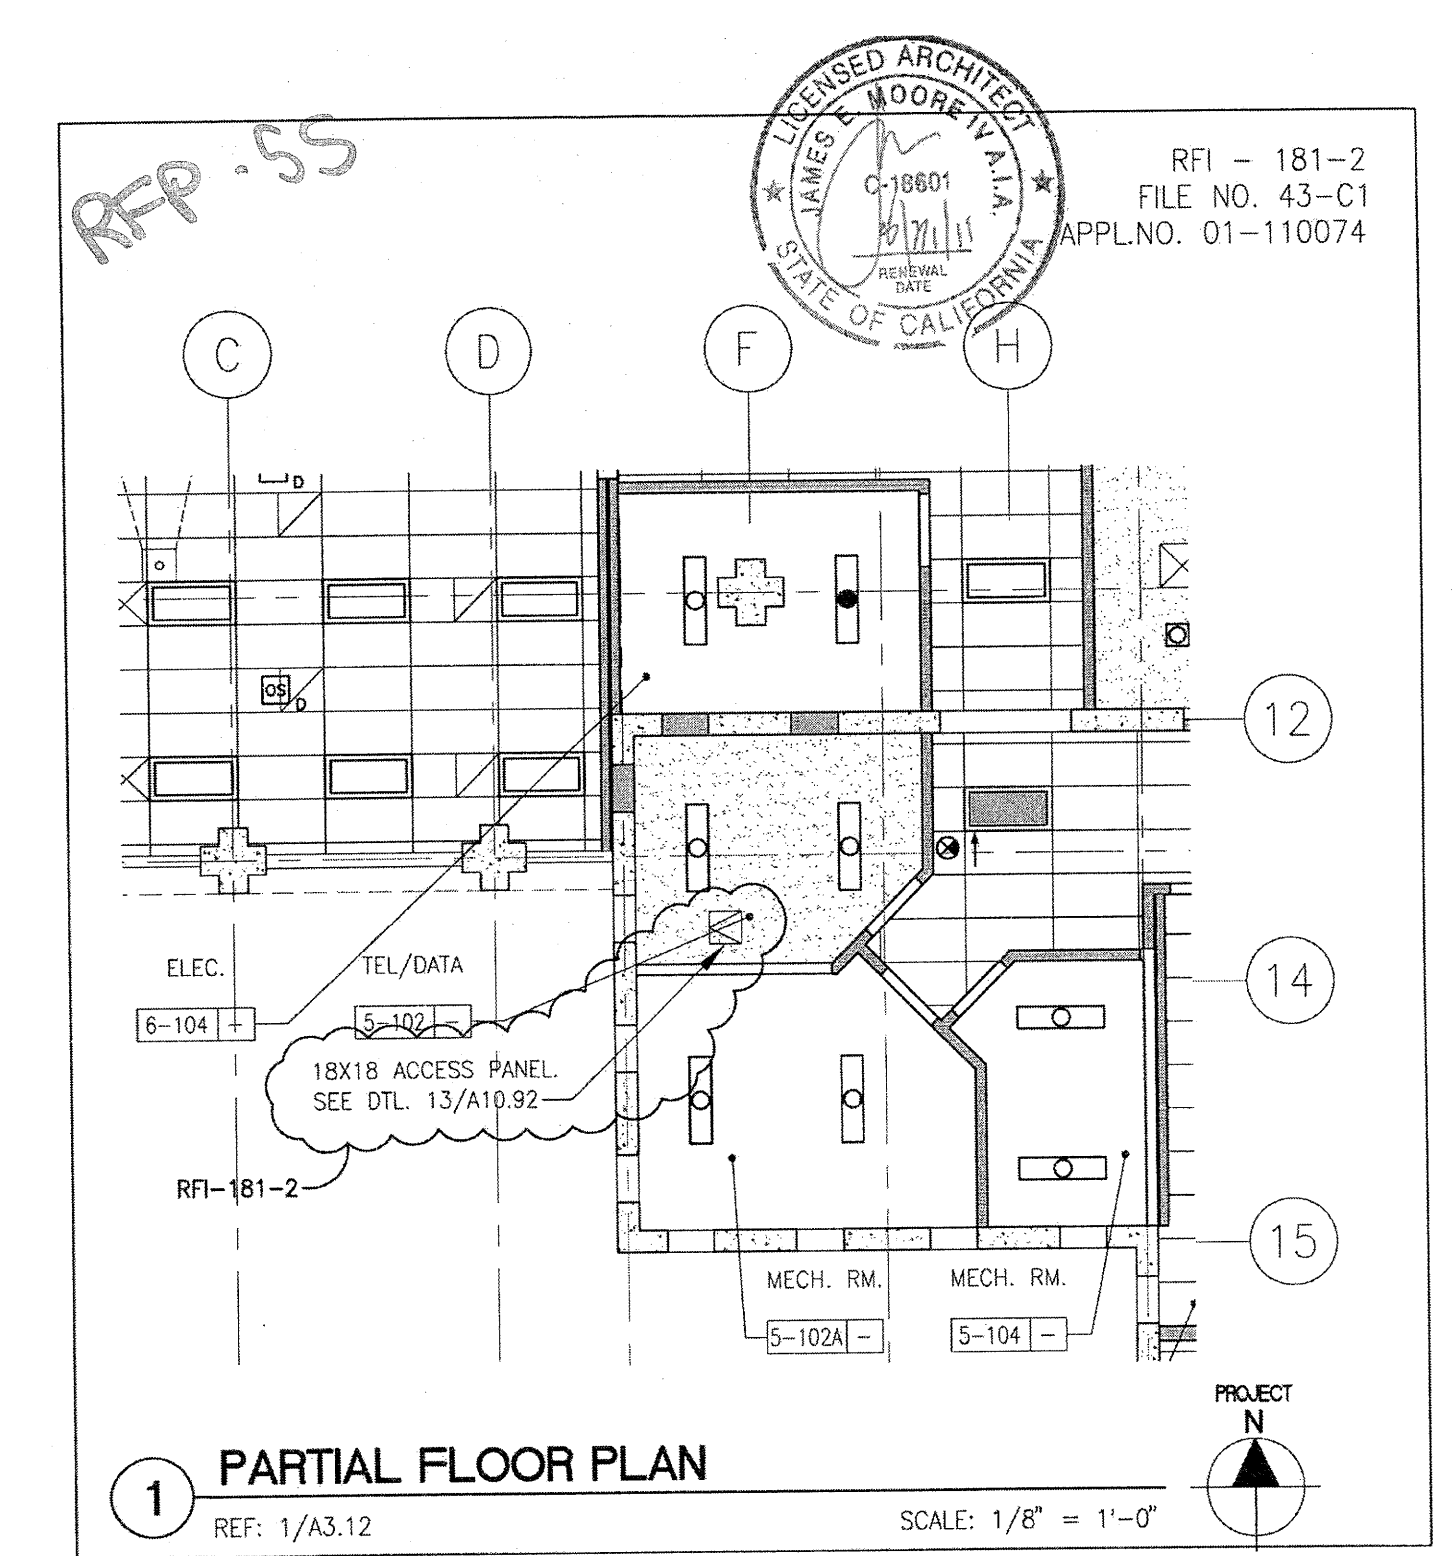 RFP-55
LICENSED ARCHITECT
JAMES E. MOORE IV A.I.A.
C-18601
RENEWAL
DATE
STATE OF CALIFORNIA
RFI - 181-2
FILE NO. 43-C1
APPL.NO. 01-110074
C
D
F
H
D
OS
D
12
14
15
ELEC.
6-104 -
TEL/DATA
5-102 -
18X18 ACCESS PANEL.
SEE DTL. 13/A10.92
RFI-181-2
MECH. RM.
5-102A -
MECH. RM.
5-104 -
PROJECT
N
1
PARTIAL FLOOR PLAN
REF: 1/A3.12
SCALE: 1/8" = 1'-0"